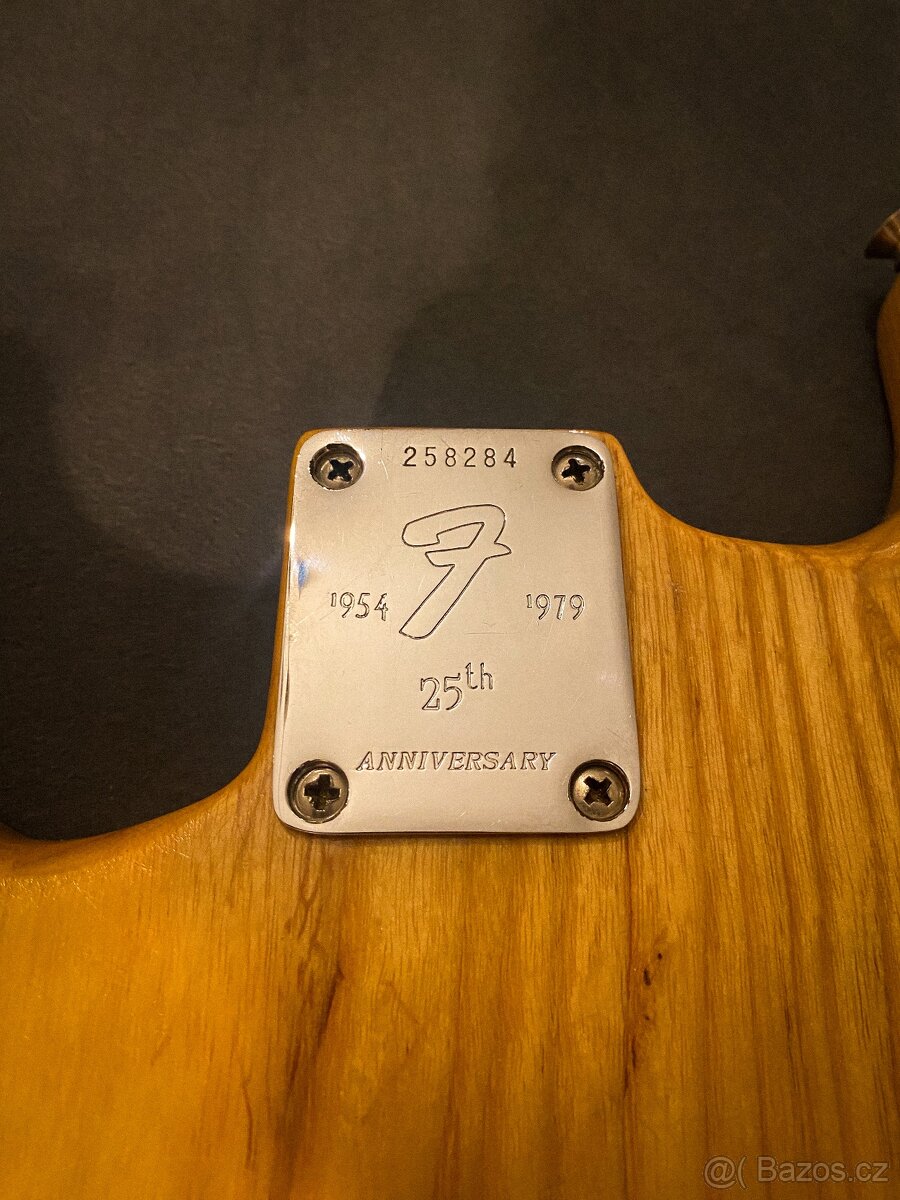 258284
F
1954 1979
25th
ANNIVERSARY
@( Bazos.cz